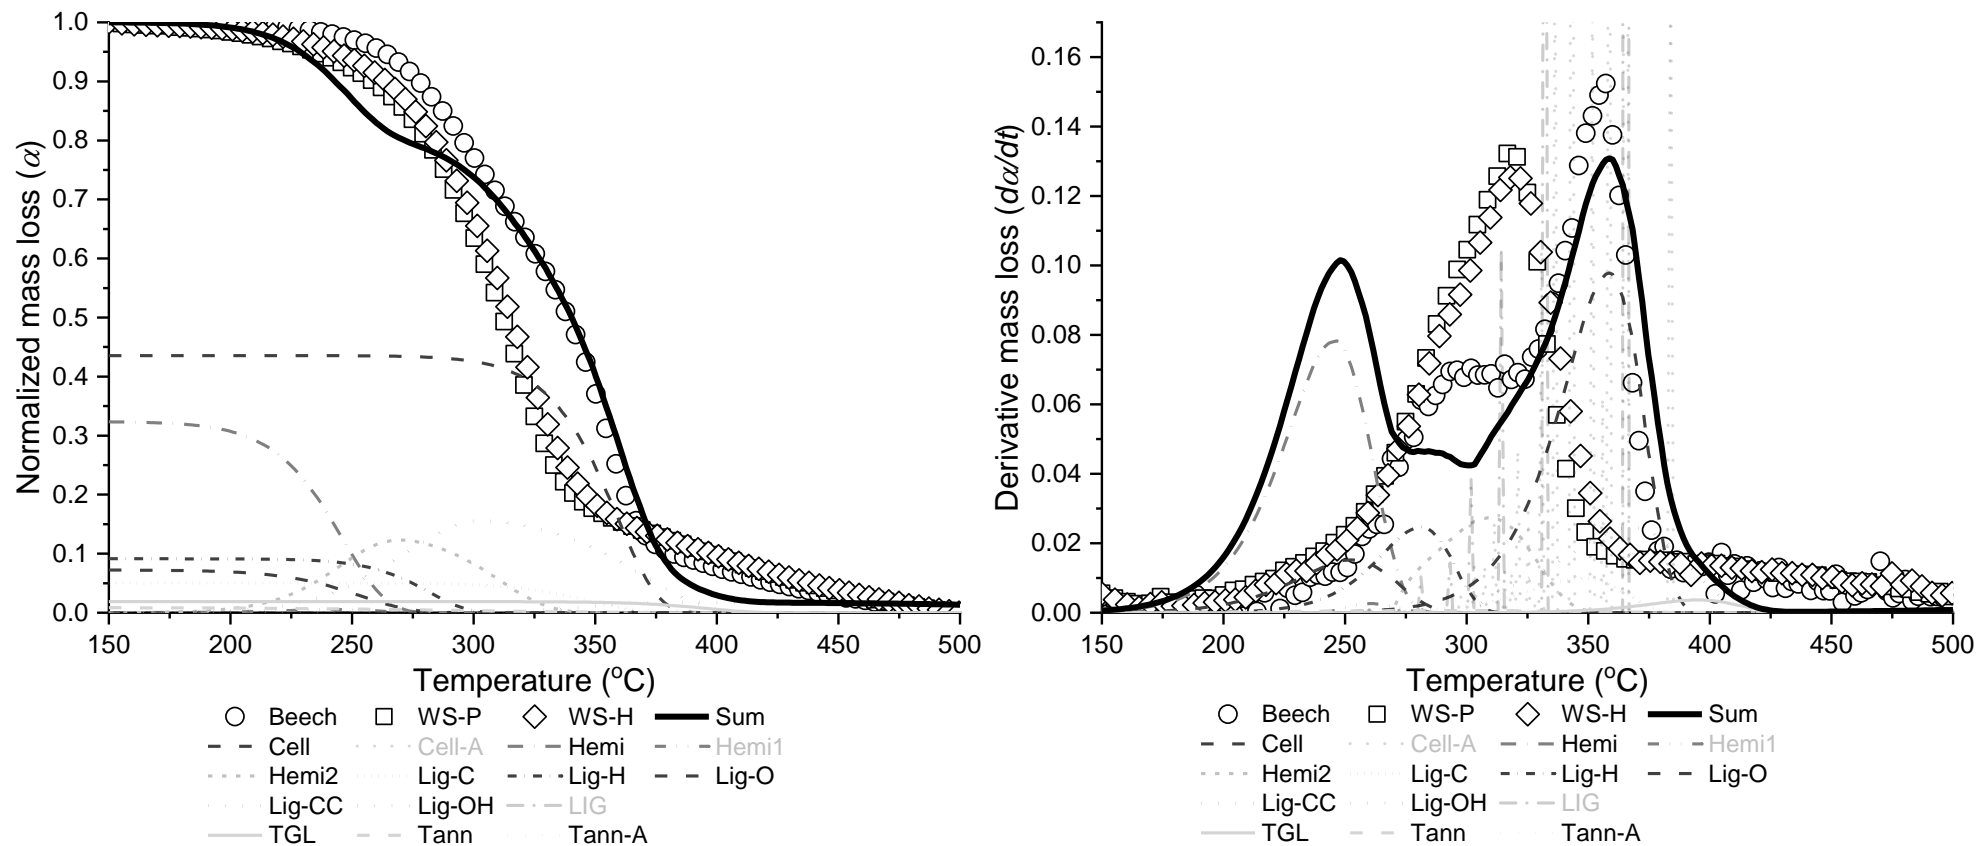 1.0
0.9
0.8
0.7
0.6
0.5
0.4
0.3
0.2
0.1
0.0
Normalized mass loss (α)
150 200 250 300 350 400 450 500
Temperature (°C)
Beech WS-P WS-H Sum
Cell Cell-A Hemi Hemi1
Hemi2 Lig-C Lig-H Lig-O
Lig-CC Lig-OH LIG
TGL Tann Tann-A
0.16
0.14
0.12
0.10
0.08
0.06
0.04
0.02
0.00
Derivative mass loss (dα/dt)
150 200 250 300 350 400 450 500
Temperature (°C)
Beech WS-P WS-H Sum
Cell Cell-A Hemi Hemi1
Hemi2 Lig-C Lig-H Lig-O
Lig-CC Lig-OH LIG
TGL Tann Tann-A